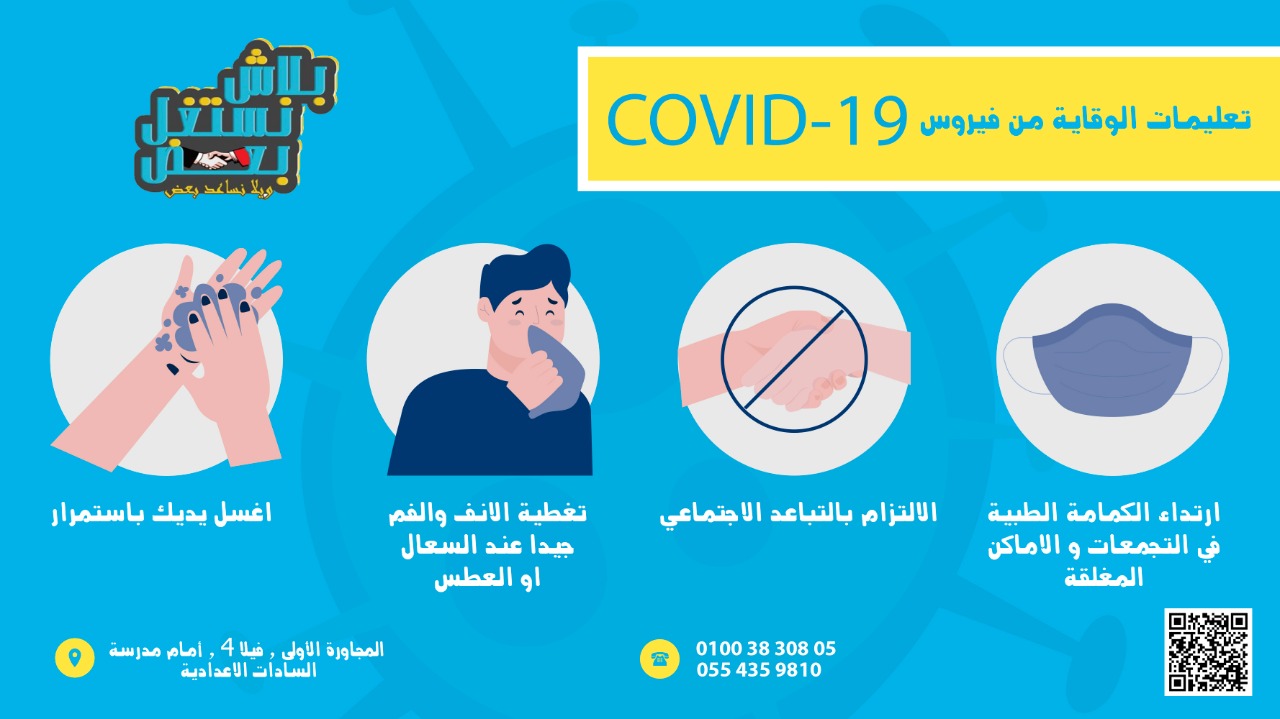 تعليمات الوقاية من فيروس COVID-19
بلاش
نستغل
بعض
ويلا نساعد بعض
ارتداء الكمامة الطبية
في التجمعات و الاماكن
المغلقة
الالتزام بالتباعد الاجتماعي
تغطية الانف والفم
جيدا عند السعال
او العطس
اغسل يديك باستمرار
0100 38 308 05
055 435 9810
المجاورة الأولى , فيلا 4 , أمام مدرسة
السادات الاعدادية